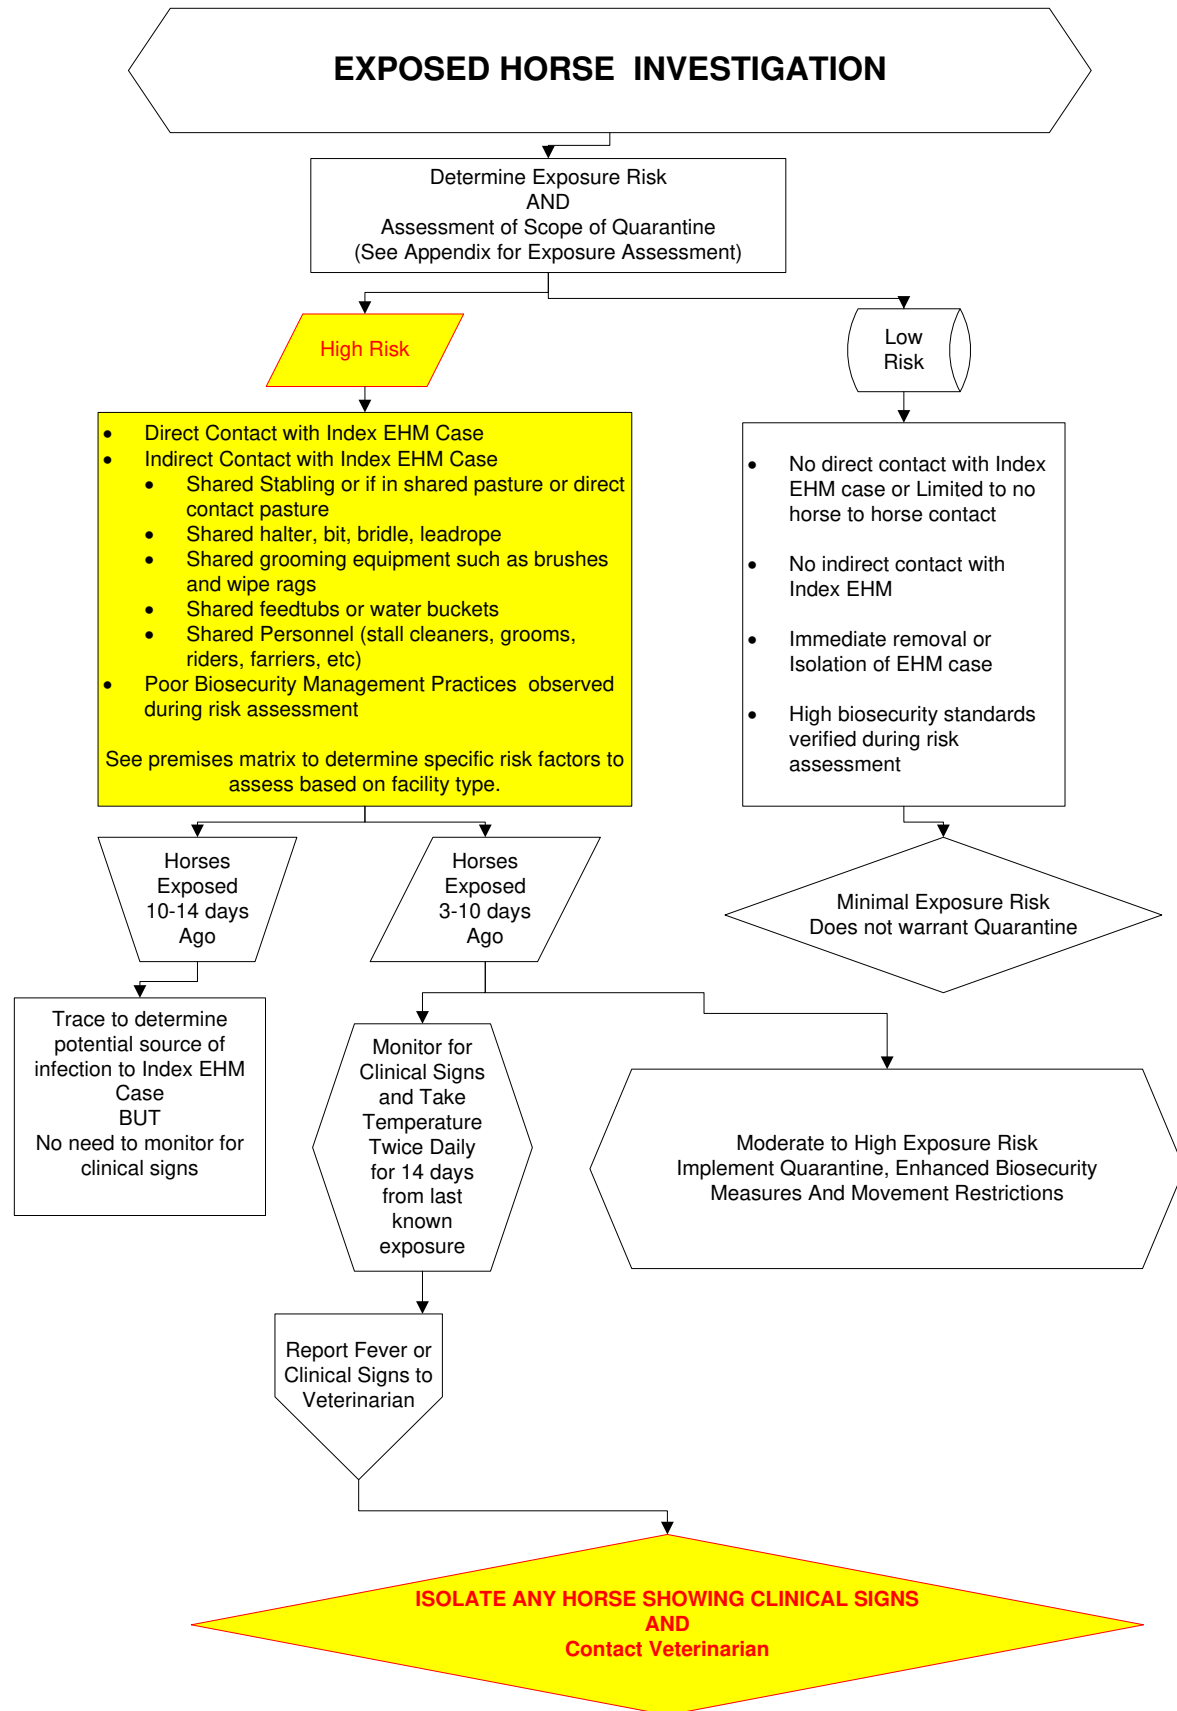 EXPOSED HORSE INVESTIGATION
Determine Exposure Risk
AND
Assessment of Scope of Quarantine
(See Appendix for Exposure Assessment)
High Risk
Low
Risk
• Direct Contact with Index EHM Case
• Indirect Contact with Index EHM Case
• Shared Stabling or if in shared pasture or direct
contact pasture
• Shared halter, bit, bridle, leadrope
• Shared grooming equipment such as brushes
and wipe rags
• Shared feedtubs or water buckets
• Shared Personnel (stall cleaners, grooms,
riders, farriers, etc)
• Poor Biosecurity Management Practices observed
during risk assessment
See premises matrix to determine specific risk factors to
assess based on facility type.
• No direct contact with Index
EHM case or Limited to no
horse to horse contact
• No indirect contact with
Index EHM
• Immediate removal or
Isolation of EHM case
• High biosecurity standards
verified during risk
assessment
Horses
Exposed
10-14 days
Ago
Horses
Exposed
3-10 days
Ago
Minimal Exposure Risk
Does not warrant Quarantine
Trace to determine
potential source of
infection to Index EHM
Case
BUT
No need to monitor for
clinical signs
Monitor for
Clinical Signs
and Take
Temperature
Twice Daily
for 14 days
from last
known
exposure
Moderate to High Exposure Risk
Implement Quarantine, Enhanced Biosecurity
Measures And Movement Restrictions
Report Fever or
Clinical Signs to
Veterinarian
ISOLATE ANY HORSE SHOWING CLINICAL SIGNS
AND
Contact Veterinarian